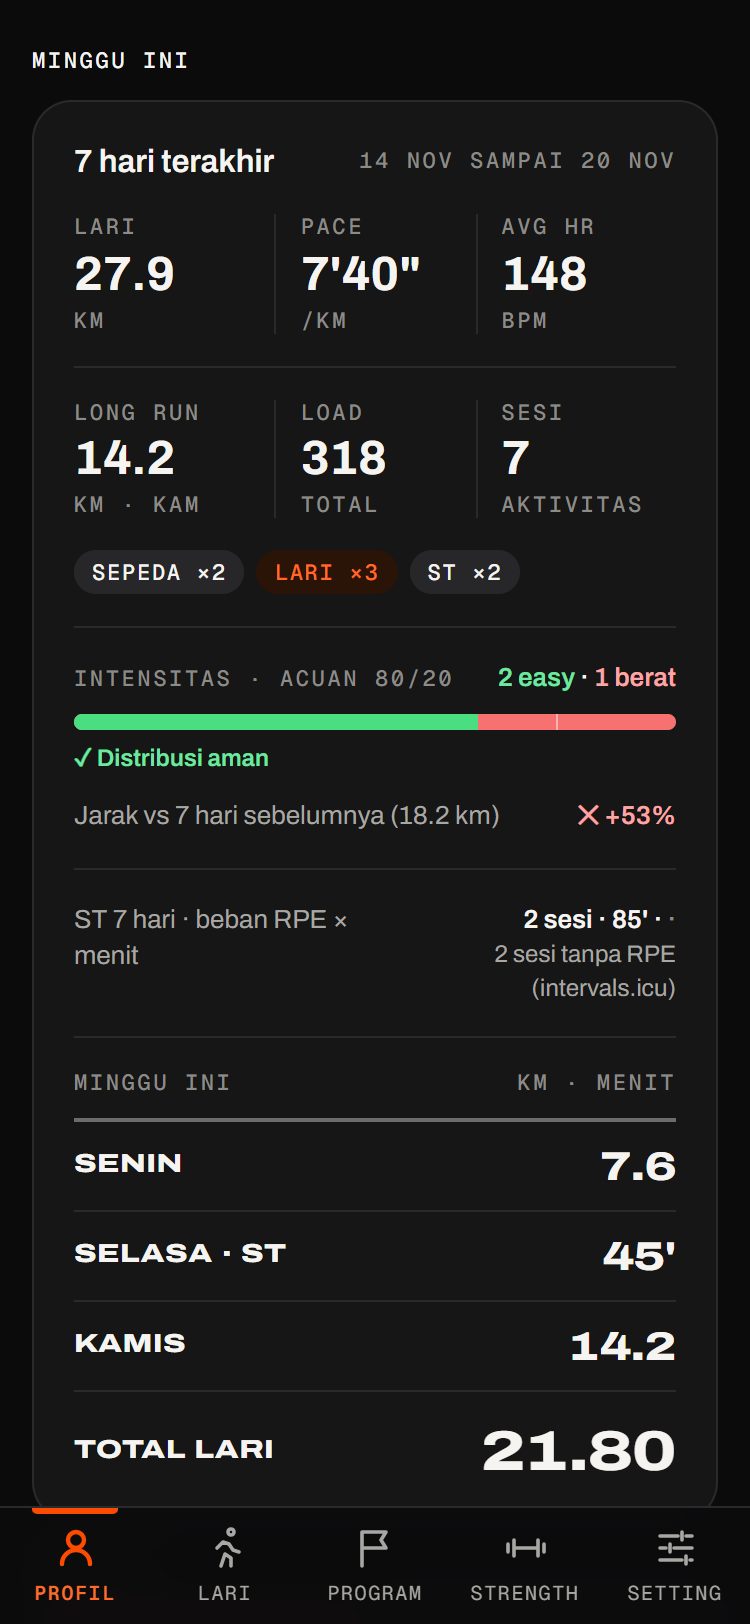 MINGGU INI
7 hari terakhir
14 NOV SAMPAI 20 NOV
LARI
27.9
KM
PACE
7'40"
/KM
AVG HR
148
BPM
LONG RUN
14.2
KM · KAM
LOAD
318
TOTAL
SESI
7
AKTIVITAS
SEPEDA ×2
LARI ×3
ST ×2
INTENSITAS · ACUAN 80/20
2 easy · 1 berat
✓ Distribusi aman
Jarak vs 7 hari sebelumnya (18.2 km)
✕ +53%
ST 7 hari · beban RPE ×
menit
2 sesi · 85' · ·
2 sesi tanpa RPE
(intervals.icu)
MINGGU INI
KM · MENIT
SENIN
7.6
SELASA · ST
45'
KAMIS
14.2
TOTAL LARI
21.80
PROFIL
LARI
PROGRAM
STRENGTH
SETTING